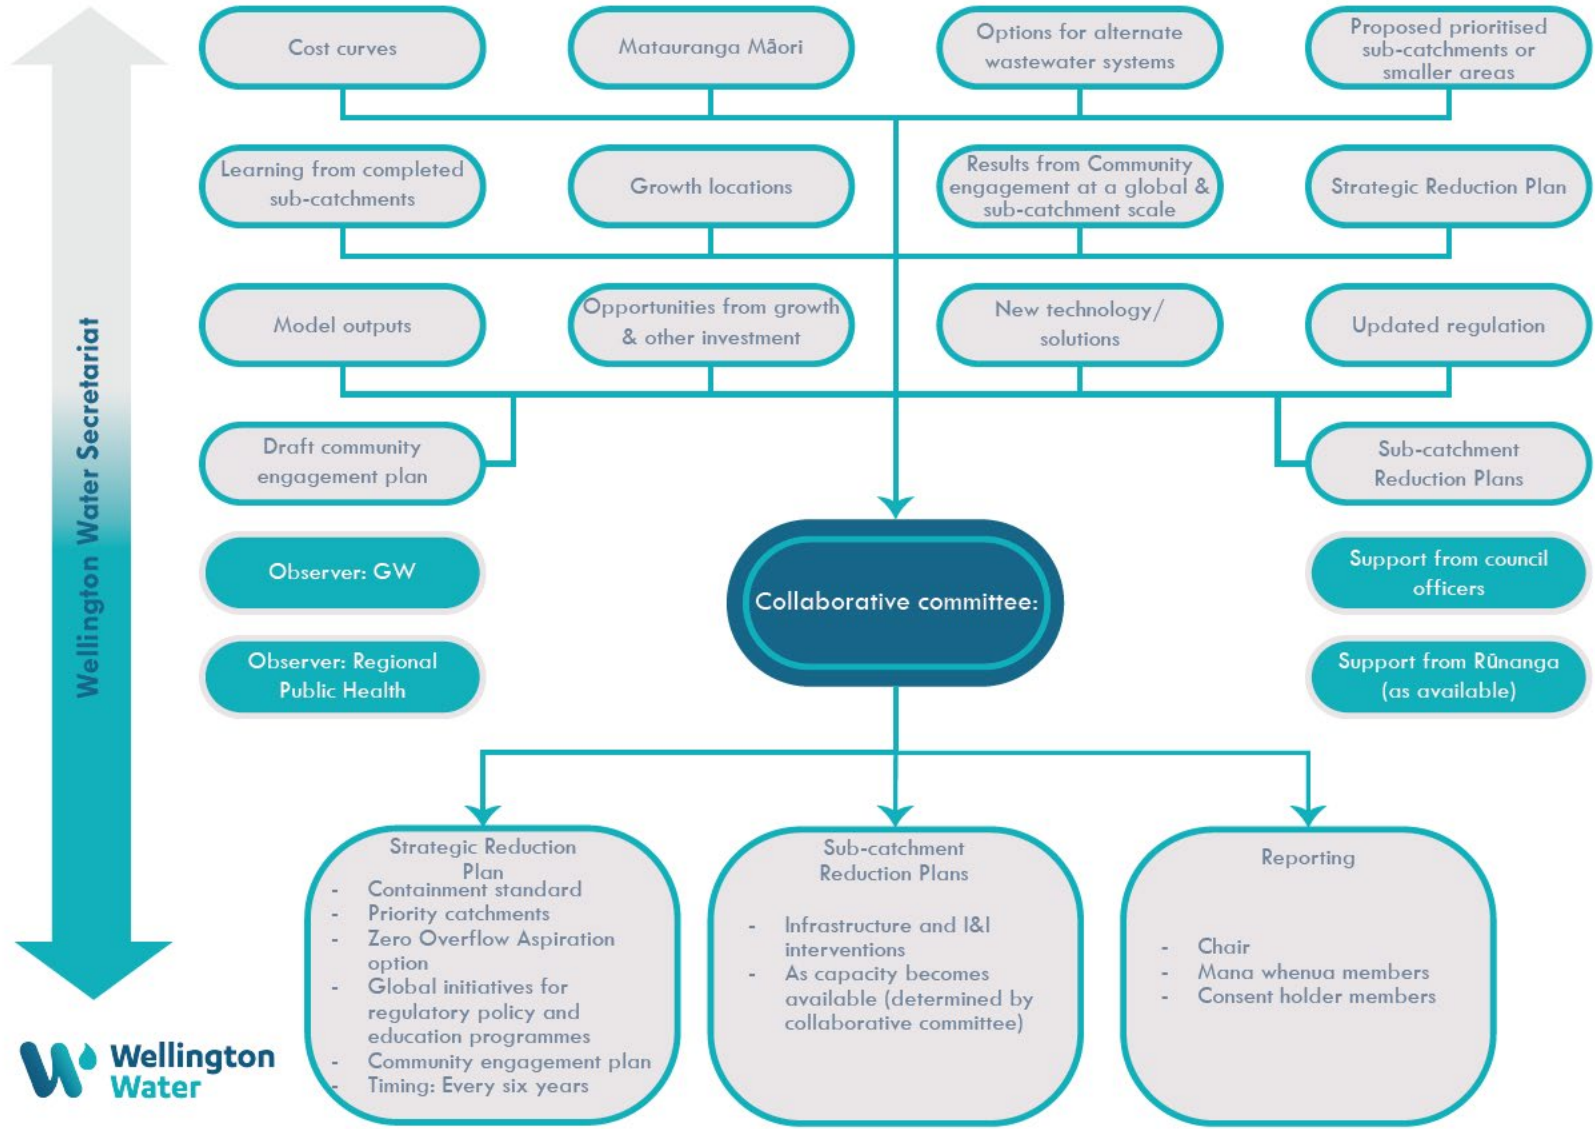 Cost curves
Matauranga Māori
Options for alternate
wastewater systems
Proposed prioritised
sub-catchments or
smaller areas
Learning from completed
sub-catchments
Growth locations
Results from Community
engagement at a global &
sub-catchment scale
Strategic Reduction Plan
Model outputs
Opportunities from growth
& other investment
New technology/
solutions
Updated regulation
Draft community
engagement plan
Sub-catchment
Reduction Plans
Wellington Water Secretariat
Observer: GW
Collaborative committee:
Support from council
officers
Observer: Regional
Public Health
Support from Rūnanga
(as available)
Strategic Reduction
Plan
- Containment standard
- Priority catchments
- Zero Overflow Aspiration
option
- Global initiatives for
regulatory policy and
education programmes
- Community engagement plan
- Timing: Every six years
Sub-catchment
Reduction Plans
- Infrastructure and I&I
interventions
- As capacity becomes
available (determined by
collaborative committee)
Reporting
- Chair
- Mana whenua members
- Consent holder members
Wellington
Water